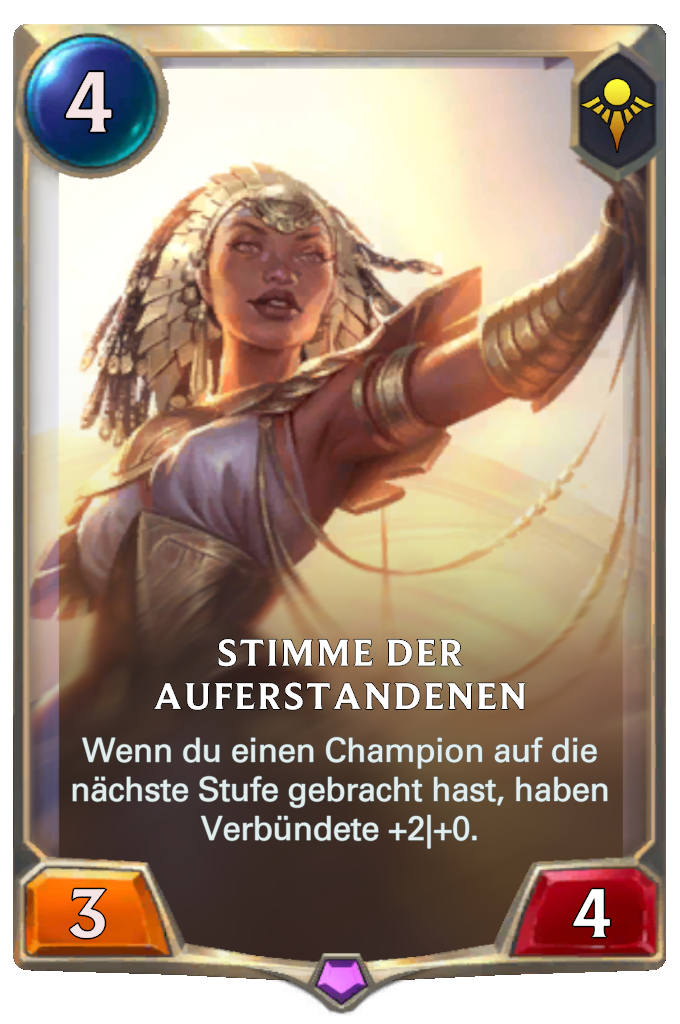 4
STIMME DER
AUFERSTANDENEN
Wenn du einen Champion auf die
nächste Stufe gebracht hast, haben
Verbündete +2|+0.
3
4